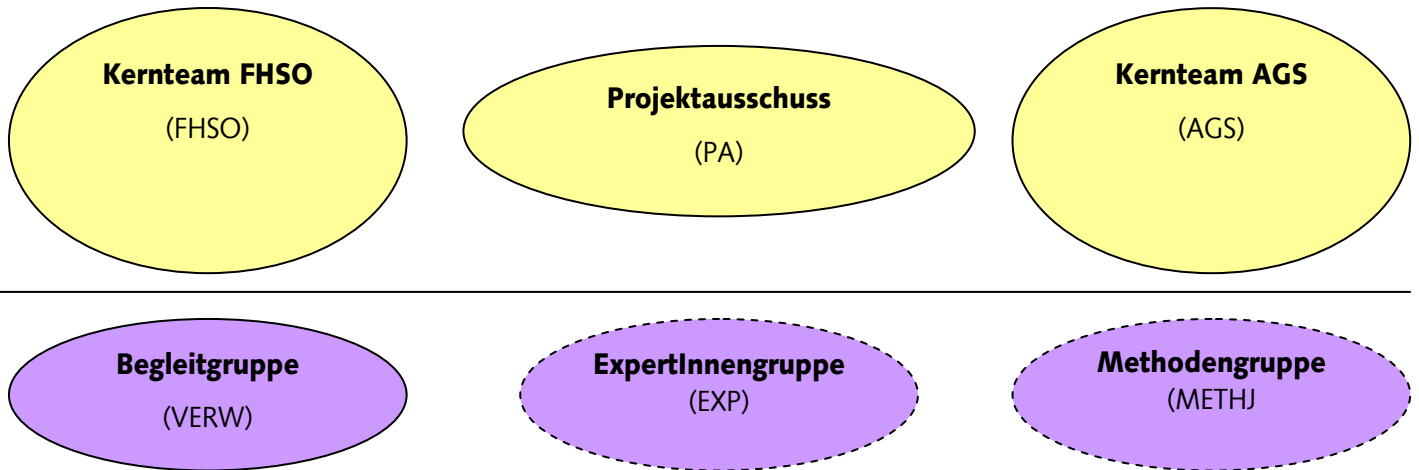 Kernteam FHSO
(FHSO)
Projektausschuss
(PA)
Kernteam AGS
(AGS)
Begleitgruppe
(VERW)
ExpertInnengruppe
(EXP)
Methodengruppe
(METHJ